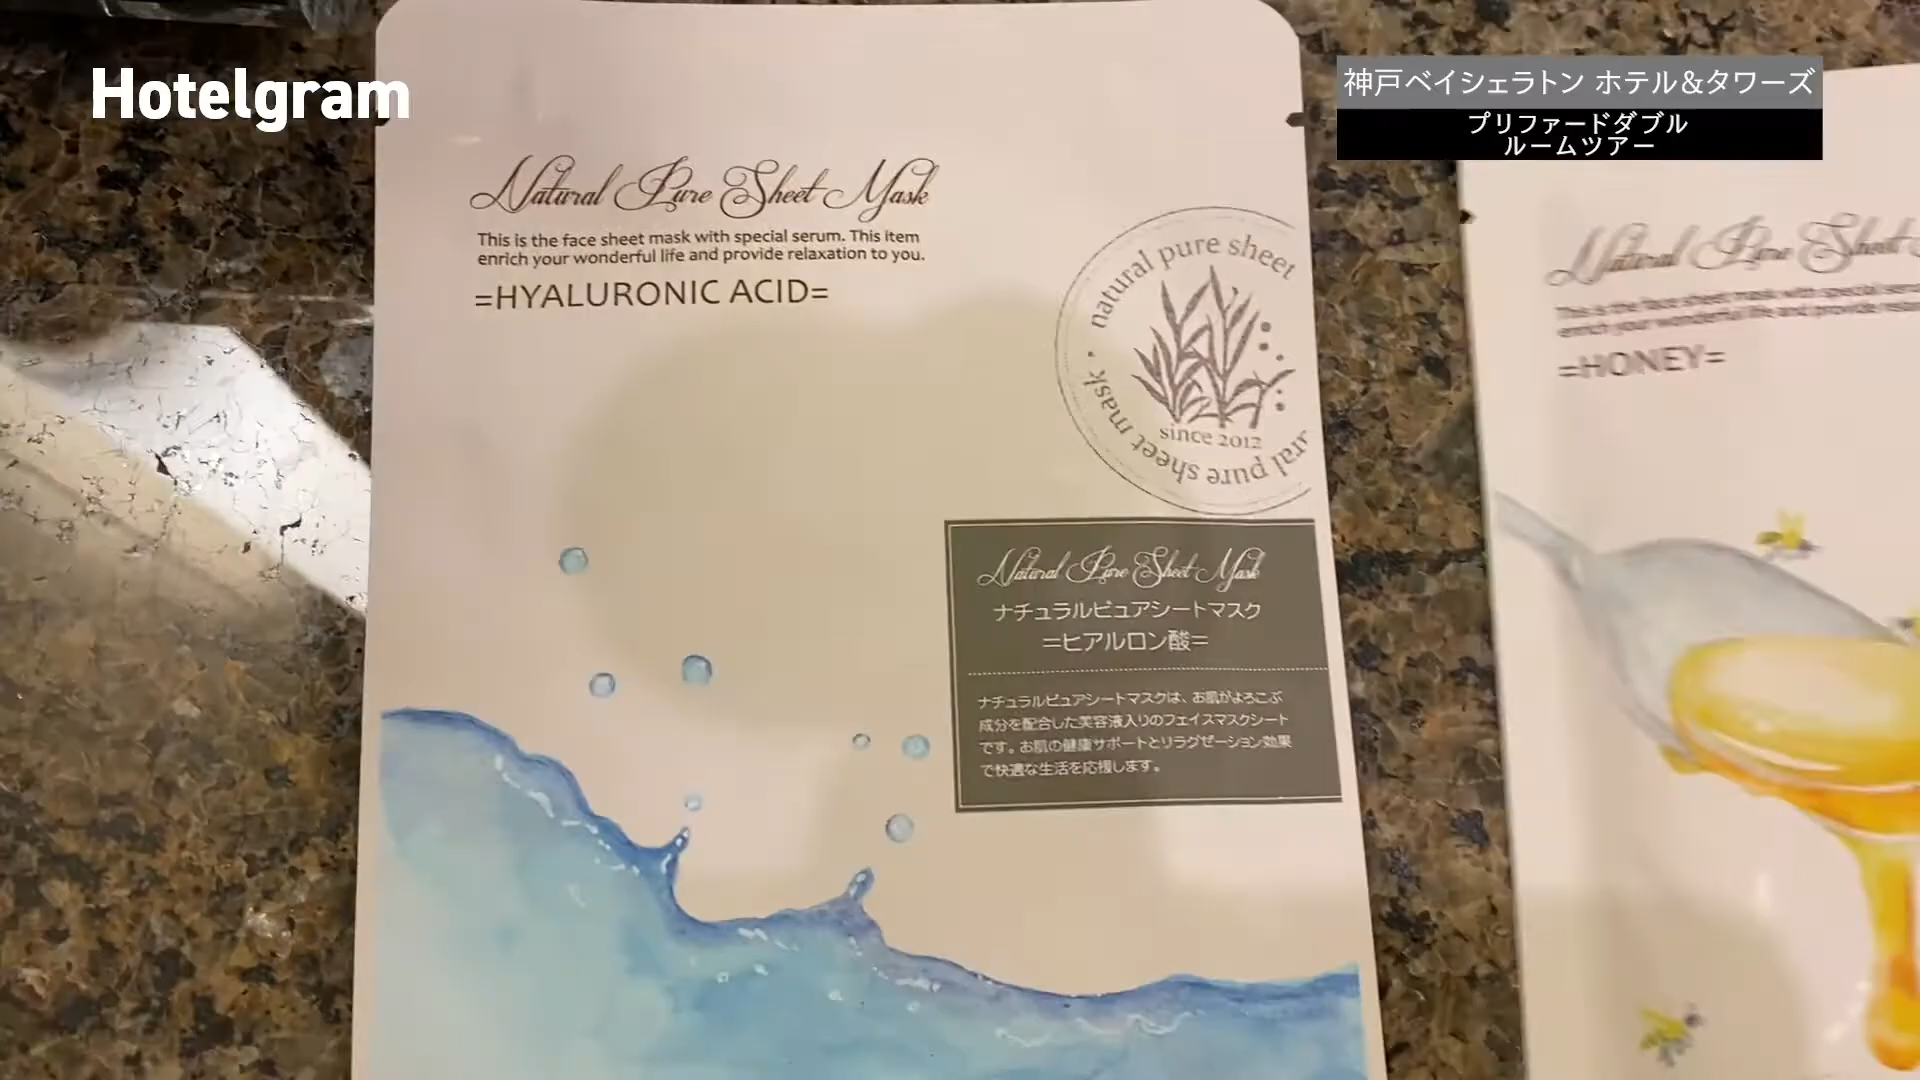 Hotelgram
神戸ベイシェラトン ホテル&タワーズ
プリファードダブル
ルームツアー
Natural Pure Sheet Mask
This is the face sheet mask with special serum. This item
enrich your wonderful life and provide relaxation to you.
=HYALURONIC ACID=
natural pure sheet mask
since 2012
ral pure sheet
Natural Pure Sheet Mask
ナチュラルピュアシートマスク
=ヒアルロン酸=
ナチュラルピュアシートマスクは、お肌がよろこぶ
成分を配合した美容液入りのフェイスマスクシート
です。お肌の健康サポートとリラグゼーション効果
で快適な生活を応援します。
Natural Pure Sheet
This is the face sheet mask with special
enrich your wonderful life and provide
=HONEY=